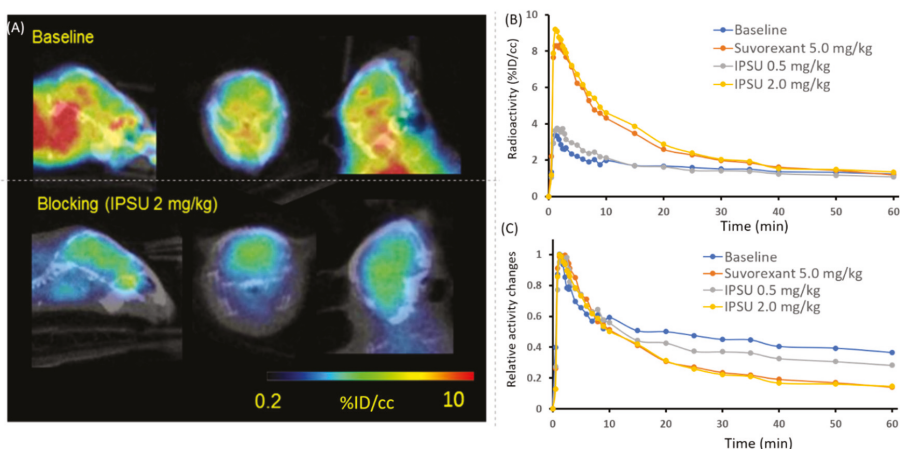 (A)
Baseline
Blocking (IPSU 2 mg/kg)
0.2 %ID/cc 10
(B)
10
8
6
4
2
0
Radioactivity (%ID/cc)
Baseline
Suvorexant 5.0 mg/kg
IPSU 0.5 mg/kg
IPSU 2.0 mg/kg
0 10 20 30 40 50 60
Time (min)
(C)
1
0.8
0.6
0.4
0.2
0
Relative activity changes
Baseline
Suvorexant 5.0 mg/kg
IPSU 0.5 mg/kg
IPSU 2.0 mg/kg
0 10 20 30 40 50 60
Time (min)